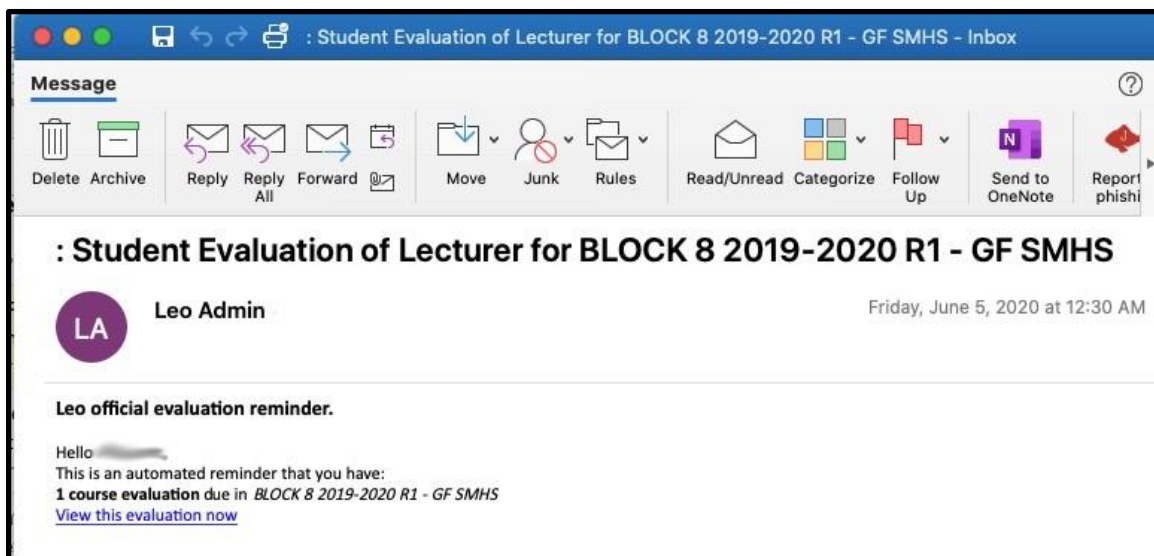 : Student Evaluation of Lecturer for BLOCK 8 2019-2020 R1 - GF SMHS - Inbox
Message
Delete Archive Reply Reply All Forward Move Junk Rules Read/Unread Categorize Follow Up N Send to OneNote J Report phishi
: Student Evaluation of Lecturer for BLOCK 8 2019-2020 R1 - GF SMHS
LA Leo Admin Friday, June 5, 2020 at 12:30 AM
Leo official evaluation reminder.
Hello
This is an automated reminder that you have:
1 course evaluation due in BLOCK 8 2019-2020 R1 - GF SMHS
View this evaluation now